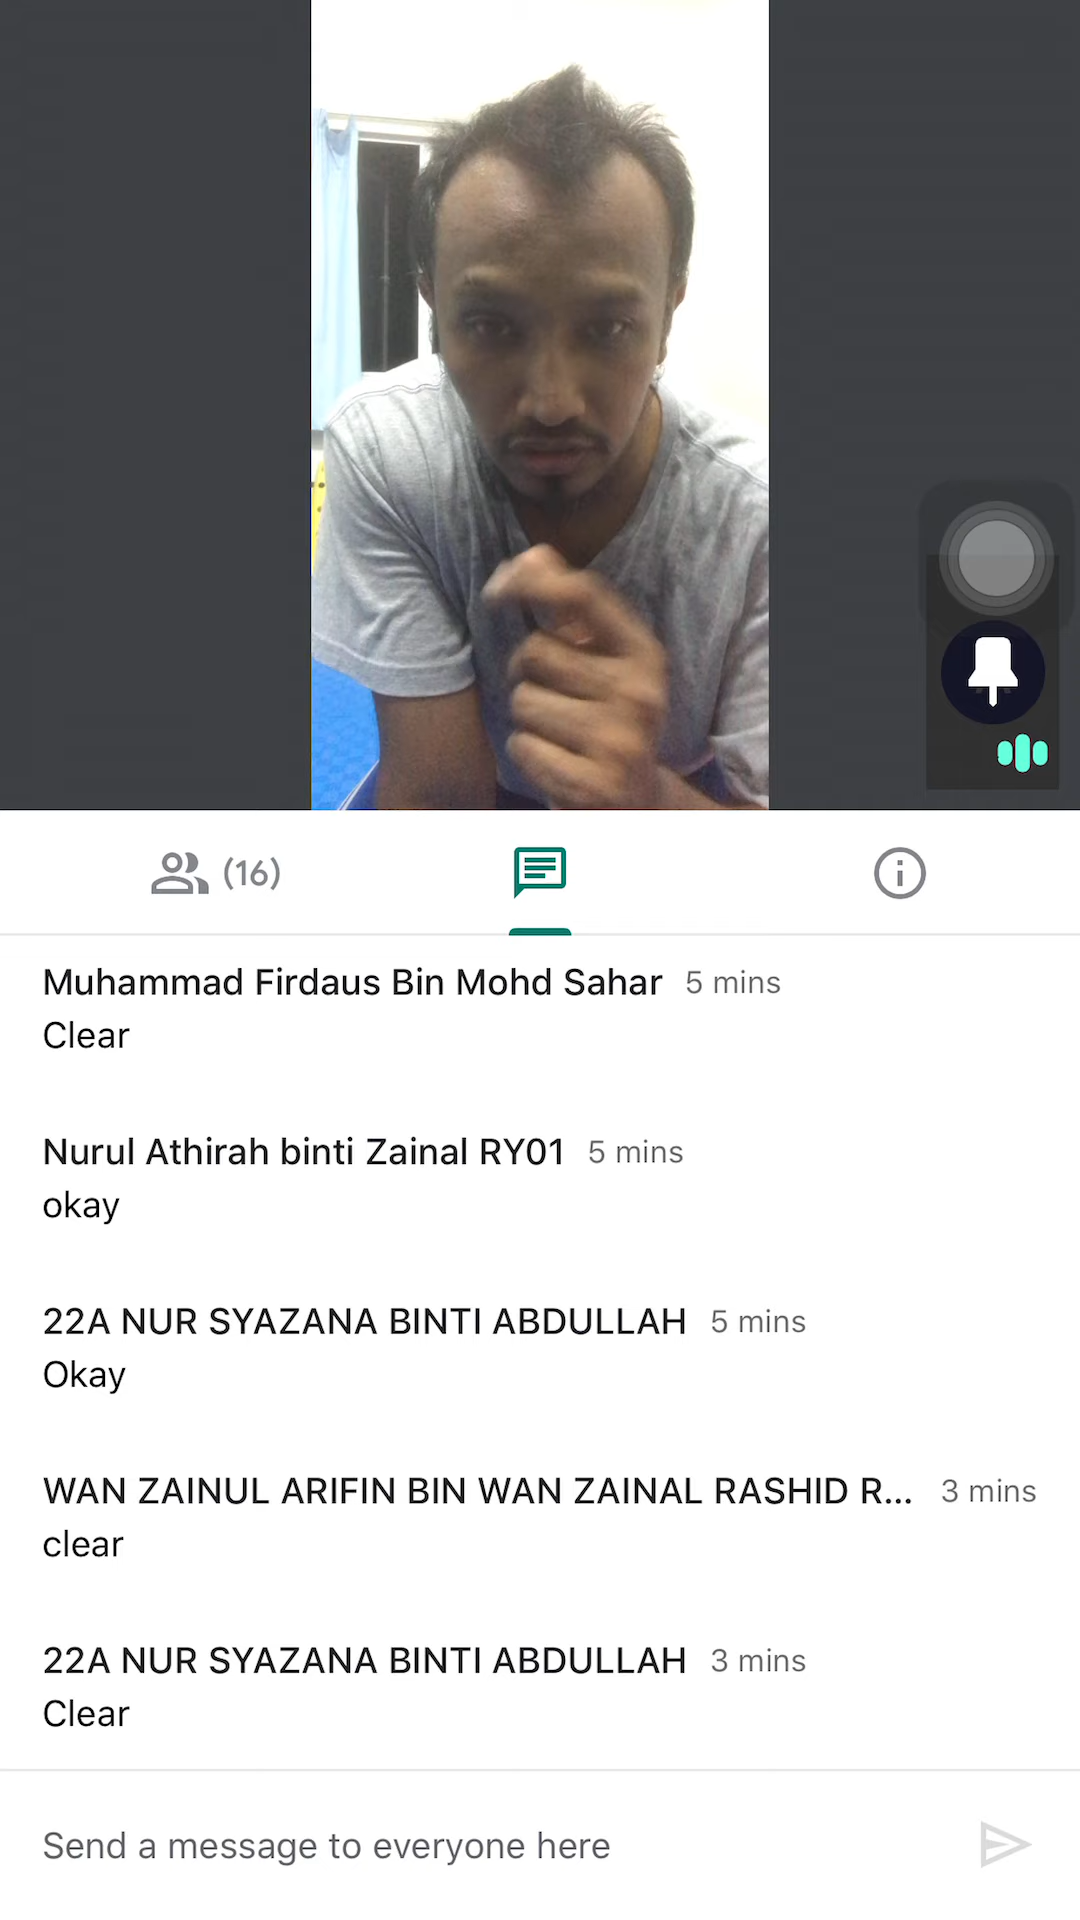 (16)
Muhammad Firdaus Bin Mohd Sahar 5 mins
Clear
Nurul Athirah binti Zainal RY01 5 mins
okay
22A NUR SYAZANA BINTI ABDULLAH 5 mins
Okay
WAN ZAINUL ARIFIN BIN WAN ZAINAL RASHID R... 3 mins
clear
22A NUR SYAZANA BINTI ABDULLAH 3 mins
Clear
Send a message to everyone here